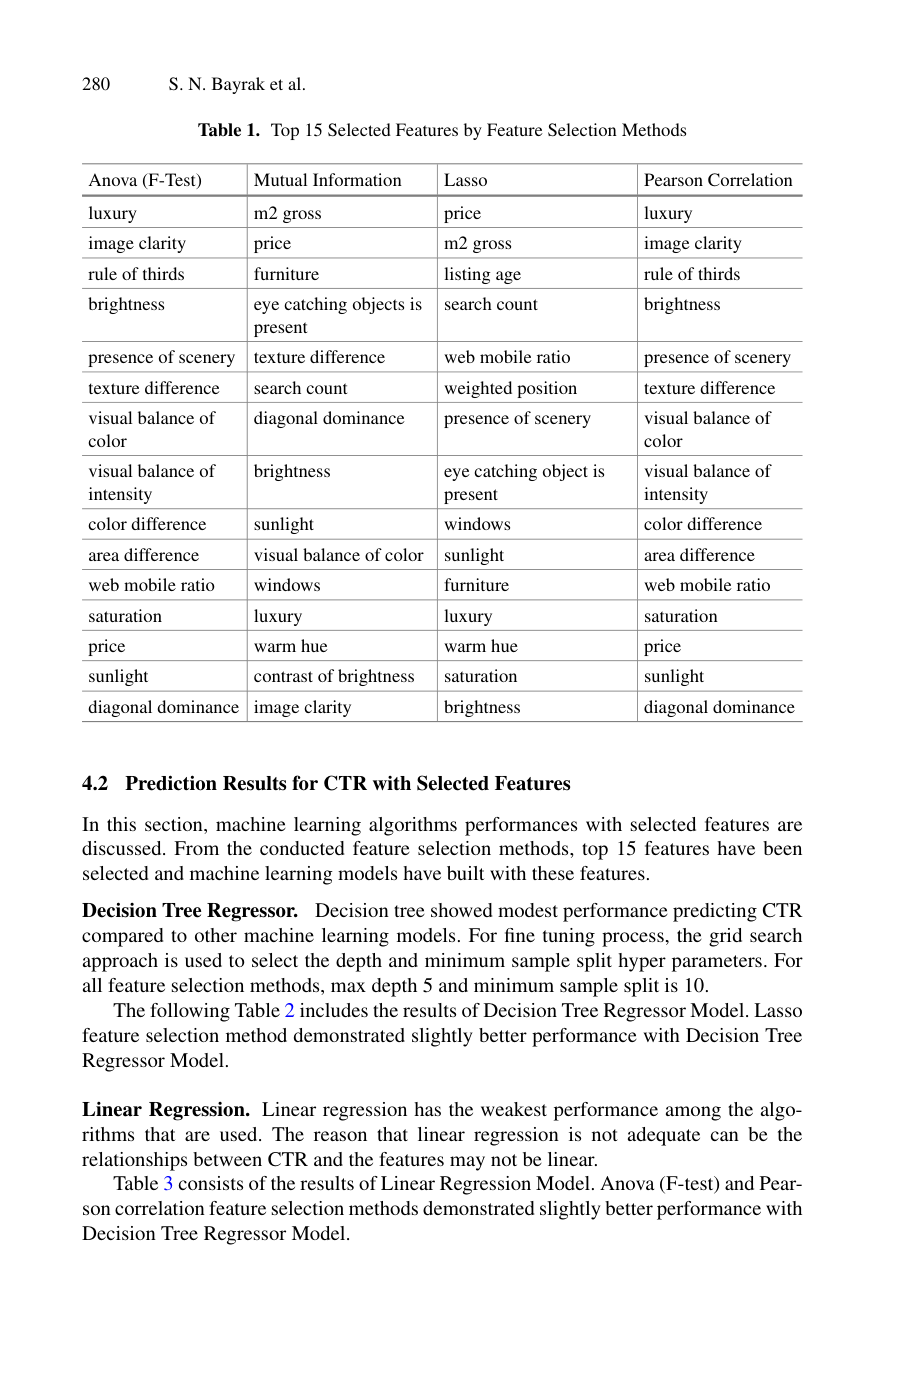 280 S. N. Bayrak et al.
Table 1. Top 15 Selected Features by Feature Selection Methods
Anova (F-Test) Mutual Information Lasso Pearson Correlation
luxury m2 gross price luxury
image clarity price m2 gross image clarity
rule of thirds furniture listing age rule of thirds
brightness eye catching objects is search count brightness
present
presence of scenery texture difference web mobile ratio presence of scenery
texture difference search count weighted position texture difference
visual balance of diagonal dominance presence of scenery visual balance of
color color
visual balance of brightness eye catching object is visual balance of
intensity present intensity
color difference sunlight windows color difference
area difference visual balance of color sunlight area difference
web mobile ratio windows furniture web mobile ratio
saturation luxury luxury saturation
price warm hue warm hue price
sunlight contrast of brightness saturation sunlight
diagonal dominance image clarity brightness diagonal dominance
4.2 Prediction Results for CTR with Selected Features
In this section, machine learning algorithms performances with selected features are
discussed. From the conducted feature selection methods, top 15 features have been
selected and machine learning models have built with these features.
Decision Tree Regressor. Decision tree showed modest performance predicting CTR
compared to other machine learning models. For fine tuning process, the grid search
approach is used to select the depth and minimum sample split hyper parameters. For
all feature selection methods, max depth 5 and minimum sample split is 10.
The following Table 2 includes the results of Decision Tree Regressor Model. Lasso
feature selection method demonstrated slightly better performance with Decision Tree
Regressor Model.
Linear Regression. Linear regression has the weakest performance among the algo-
rithms that are used. The reason that linear regression is not adequate can be the
relationships between CTR and the features may not be linear.
Table 3 consists of the results of Linear Regression Model. Anova (F-test) and Pear-
son correlation feature selection methods demonstrated slightly better performance with
Decision Tree Regressor Model.